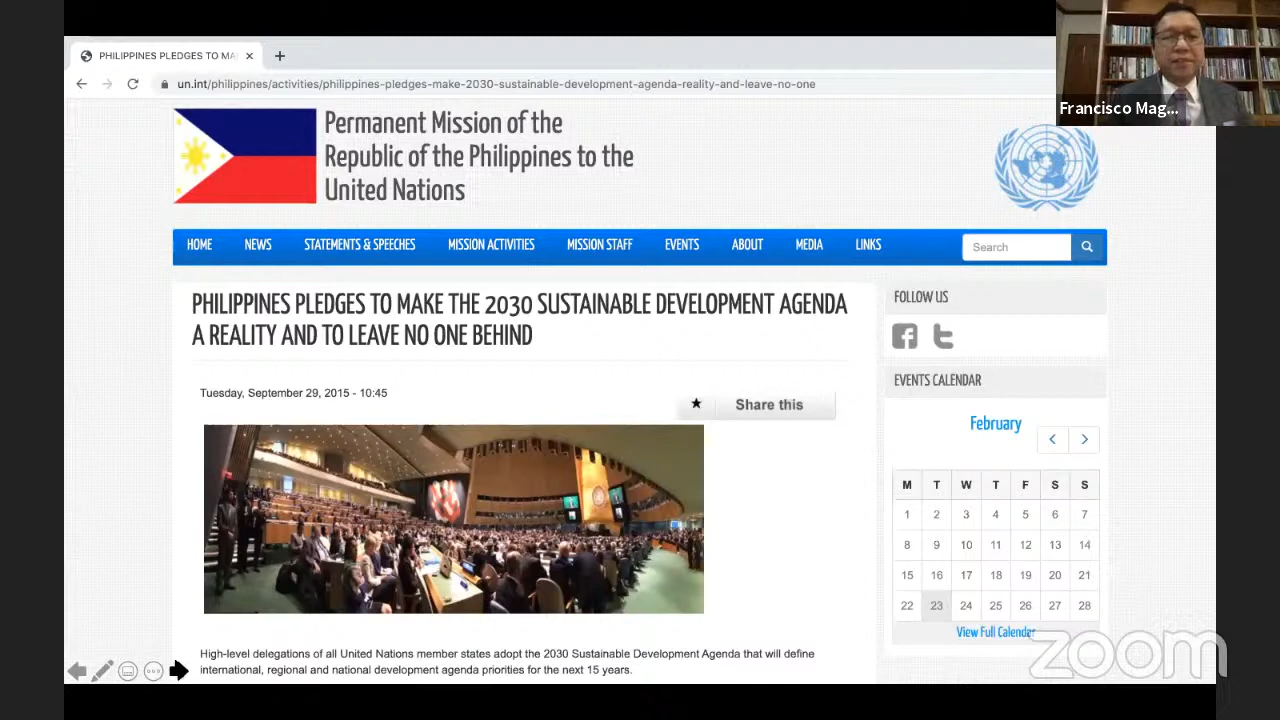 PHILIPPINES PLEDGES TO MA
un.int/philippines/activities/philippines-pledges-make-2030-sustainable-development-agenda-reality-and-leave-no-one
Francisco Mag...
Permanent Mission of the
Republic of the Philippines to the
United Nations
HOME NEWS STATEMENTS & SPEECHES MISSION ACTIVITIES MISSION STAFF EVENTS ABOUT MEDIA LINKS Search
PHILIPPINES PLEDGES TO MAKE THE 2030 SUSTAINABLE DEVELOPMENT AGENDA
A REALITY AND TO LEAVE NO ONE BEHIND
Tuesday, September 29, 2015 - 10:45
Share this
High-level delegations of all United Nations member states adopt the 2030 Sustainable Development Agenda that will define
international, regional and national development agenda priorities for the next 15 years.
FOLLOW US
EVENTS CALENDAR
February
M T W T F S S
1 2 3 4 5 6 7
8 9 10 11 12 13 14
15 16 17 18 19 20 21
22 23 24 25 26 27 28
View Full Calendar
zoom